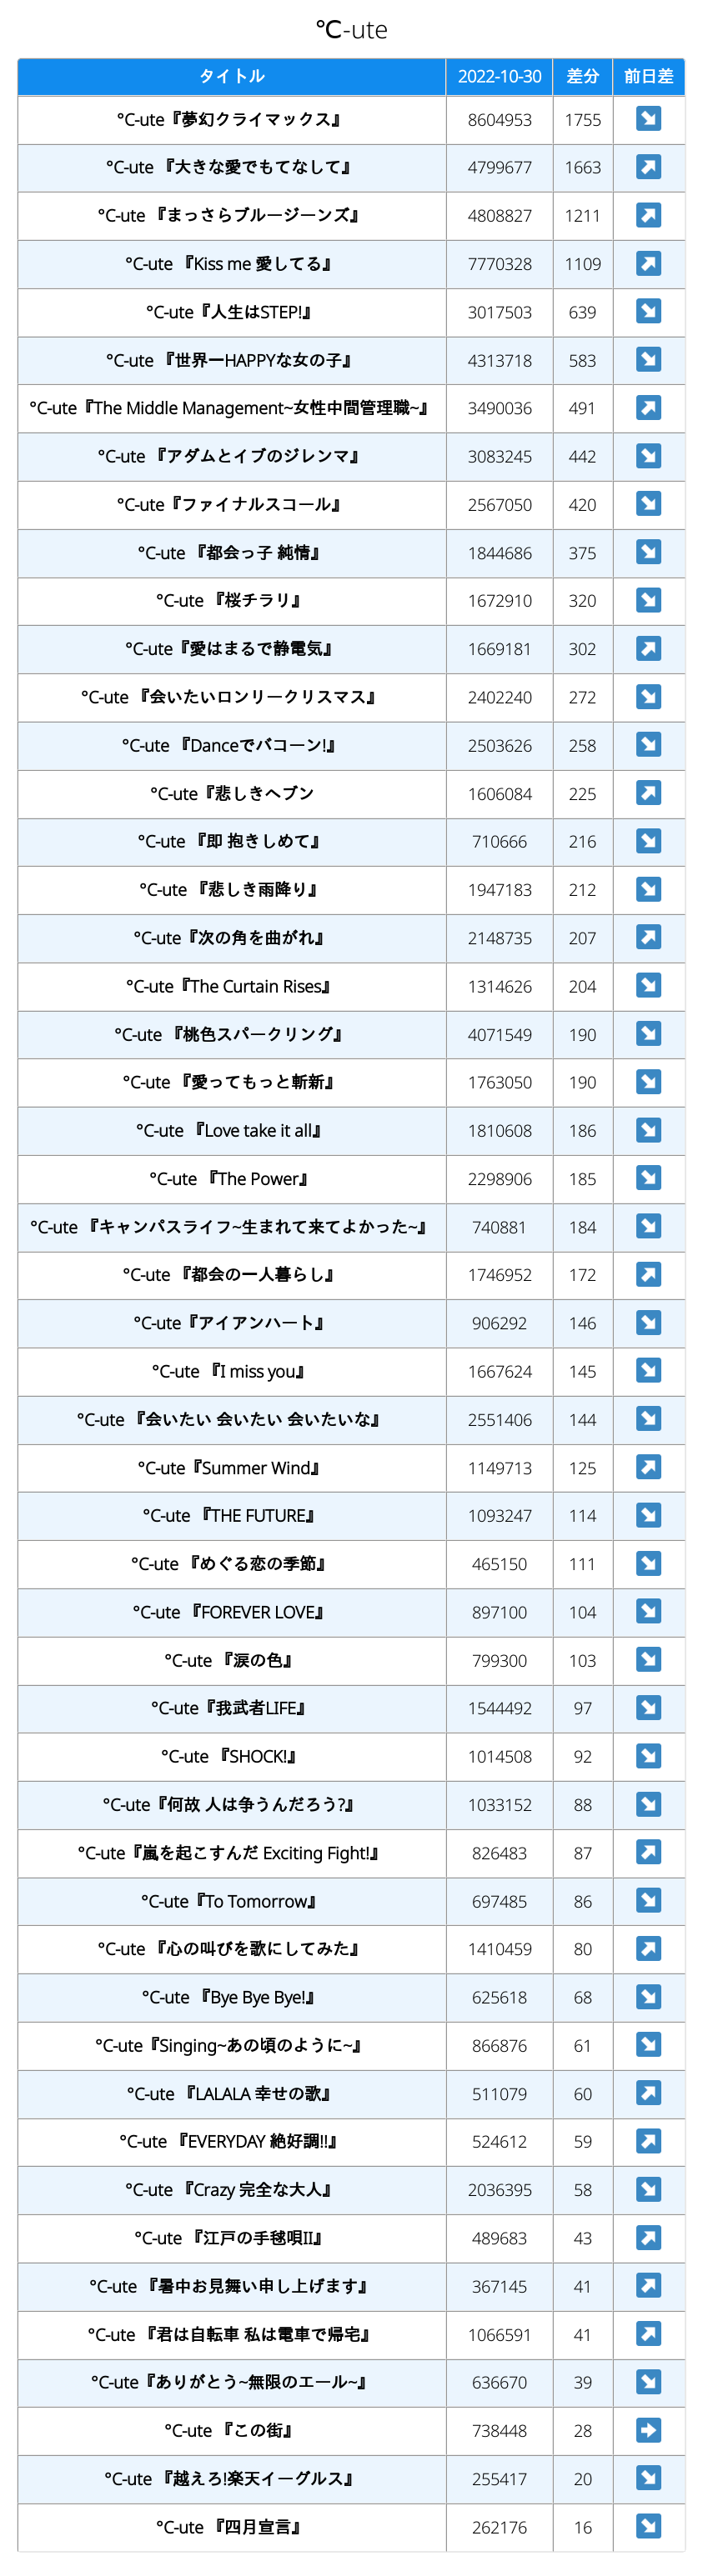 ℃-ute
タイトル 2022-10-30 差分 前日差
°C-ute『夢幻クライマックス』 8604953 1755 ↘
°C-ute 『大きな愛でもてなして』 4799677 1663 ↗
°C-ute 『まっさらブルージーンズ』 4808827 1211 ↗
°C-ute 『Kiss me 愛してる』 7770328 1109 ↗
°C-ute『人生はSTEP!』 3017503 639 ↘
°C-ute 『世界一HAPPYな女の子』 4313718 583 ↘
°C-ute『The Middle Management~女性中間管理職~』 3490036 491 ↗
°C-ute 『アダムとイブのジレンマ』 3083245 442 ↘
°C-ute『ファイナルスコール』 2567050 420 ↘
°C-ute 『都会っ子 純情』 1844686 375 ↘
°C-ute 『桜チラリ』 1672910 320 ↘
°C-ute『愛はまるで静電気』 1669181 302 ↗
°C-ute 『会いたいロンリークリスマス』 2402240 272 ↘
°C-ute 『Danceでバコーン!』 2503626 258 ↘
°C-ute『悲しきヘブン 1606084 225 ↗
°C-ute 『即 抱きしめて』 710666 216 ↘
°C-ute 『悲しき雨降り』 1947183 212 ↘
°C-ute『次の角を曲がれ』 2148735 207 ↗
°C-ute『The Curtain Rises』 1314626 204 ↘
°C-ute 『桃色スパークリング』 4071549 190 ↘
°C-ute 『愛ってもっと斬新』 1763050 190 ↘
°C-ute 『Love take it all』 1810608 186 ↘
°C-ute 『The Power』 2298906 185 ↘
°C-ute 『キャンパスライフ~生まれて来てよかった~』 740881 184 ↘
°C-ute 『都会の一人暮らし』 1746952 172 ↗
°C-ute『アイアンハート』 906292 146 ↘
°C-ute 『I miss you』 1667624 145 ↘
°C-ute 『会いたい 会いたい 会いたいな』 2551406 144 ↘
°C-ute『Summer Wind』 1149713 125 ↗
°C-ute 『THE FUTURE』 1093247 114 ↘
°C-ute 『めぐる恋の季節』 465150 111 ↘
°C-ute 『FOREVER LOVE』 897100 104 ↘
°C-ute 『涙の色』 799300 103 ↘
°C-ute『我武者LIFE』 1544492 97 ↘
°C-ute 『SHOCK!』 1014508 92 ↘
°C-ute『何故 人は争うんだろう?』 1033152 88 ↘
°C-ute『嵐を起こすんだ Exciting Fight!』 826483 87 ↗
°C-ute『To Tomorrow』 697485 86 ↘
°C-ute 『心の叫びを歌にしてみた』 1410459 80 ↗
°C-ute 『Bye Bye Bye!』 625618 68 ↘
°C-ute『Singing~あの頃のように~』 866876 61 ↘
°C-ute 『LALALA 幸せの歌』 511079 60 ↗
°C-ute 『EVERYDAY 絶好調!!』 524612 59 ↗
°C-ute 『Crazy 完全な大人』 2036395 58 ↘
°C-ute 『江戸の手毬唄II』 489683 43 ↗
°C-ute 『暑中お見舞い申し上げます』 367145 41 ↗
°C-ute 『君は自転車 私は電車で帰宅』 1066591 41 ↗
°C-ute『ありがとう~無限のエール~』 636670 39 ↘
°C-ute 『この街』 738448 28 →
°C-ute 『越えろ!楽天イーグルス』 255417 20 ↘
°C-ute 『四月宣言』 262176 16 ↘